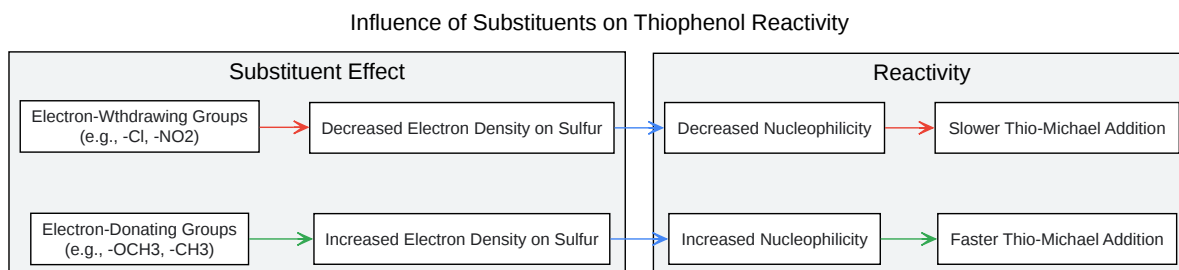 Influence of Substituents on Thiophenol Reactivity
Substituent Effect
Reactivity
Electron-Wthdrawing Groups
(e.g., -Cl, -NO2)
Decreased Electron Density on Sulfur
Decreased Nucleophilicity
Slower Thio-Michael Addition
Electron-Donating Groups
(e.g., -OCH3, -CH3)
Increased Electron Density on Sulfur
Increased Nucleophilicity
Faster Thio-Michael Addition